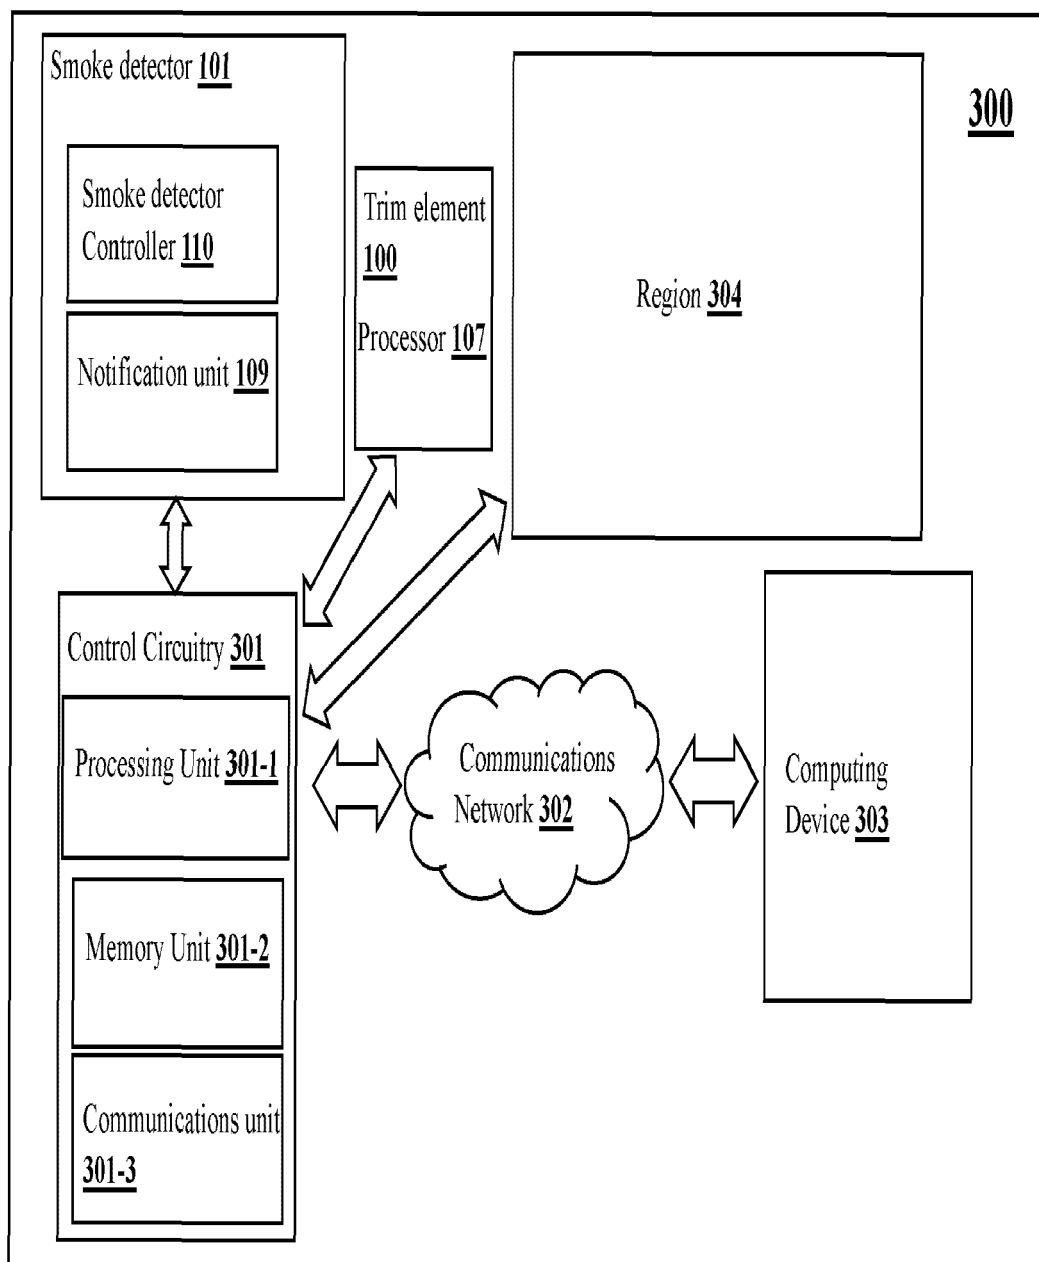 Smoke detector 101
300
Smoke detector
Controller 110
Notification unit 109
Trim element
100
Processor 107
Region 304
Control Circuitry 301
Processing Unit 301-1
Memory Unit 301-2
Communications unit
301-3
Communications
Network 302
Computing
Device 303